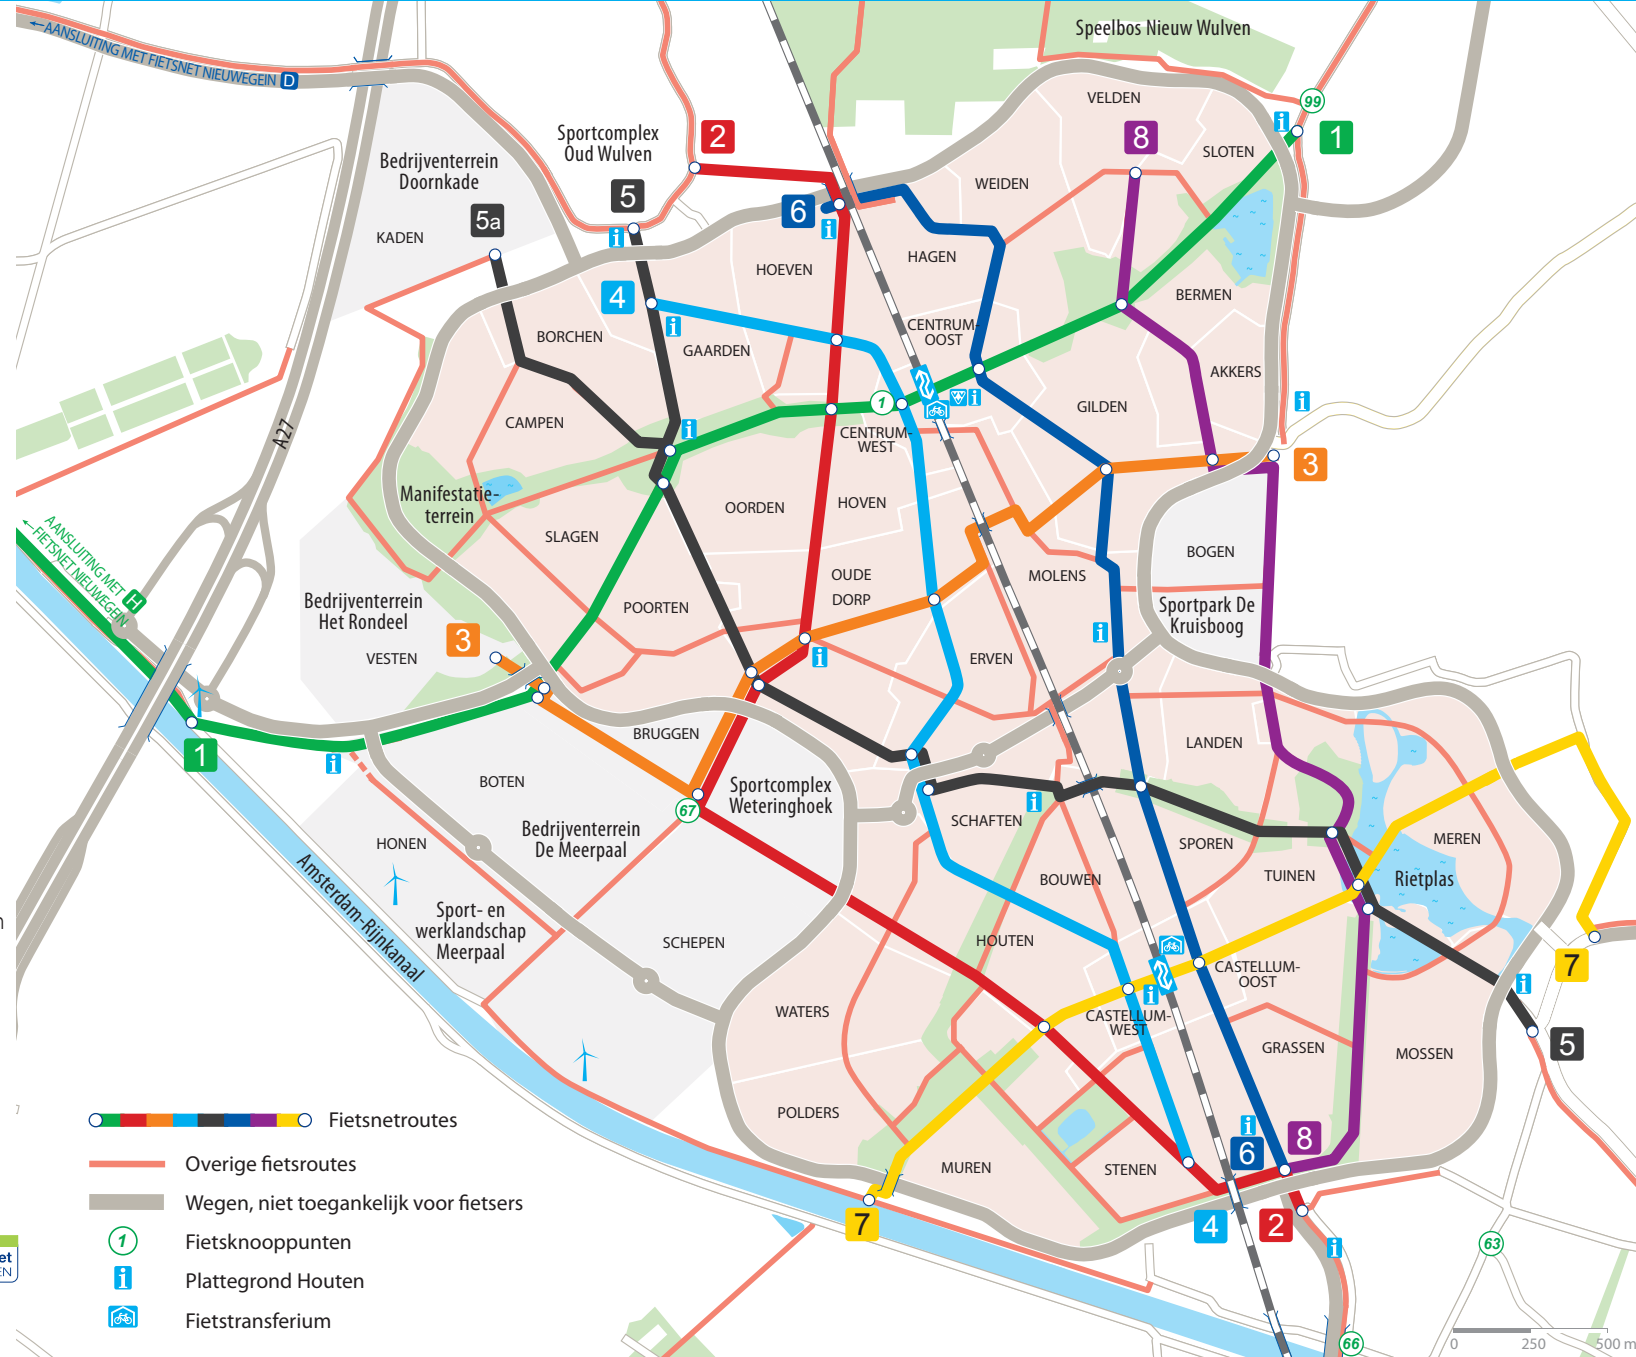 ←AANSLUITING MET FIETSNET NIEUWEGEIN D
Speelbos Nieuw Wulven
VELDEN
99
8
1
SLOTEN
Sportcomplex
Oud Wulven
2
Bedrijventerrein
Doornkade
5
5a
KADEN
6
WEIDEN
HAGEN
HOEVEN
4
BERMEN
BORCHEN
GAARDEN
CENTRUM-
OOST
AKKERS
GILDEN
CAMPEN
1
CENTRUM-
WEST
A27
3
Manifestatie-
terrein
OORDEN
HOVEN
SLAGEN
BOGEN
AANSLUITING MET
←FIETSNET NIEUWEGEIN
H
OUDE
DORP
MOLENS
Bedrijventerrein
Het Rondeel
POORTEN
Sportpark De
Kruisboog
3
VESTEN
ERVEN
BRUGGEN
LANDEN
1
BOTEN
Sportcomplex
Weteringhoek
67
SCHAFTEN
Bedrijventerrein
De Meerpaal
HONEN
SPOREN
MEREN
TUINEN
Rietplas
BOUWEN
Amsterdam-Rijnkanaal
Sport- en
werklandschap
Meerpaal
SCHEPEN
HOUTEN
CASTELLUM-
OOST
7
WATERS
CASTELLUM-
WEST
GRASSEN
MOSSEN
5
POLDERS
MUREN
STENEN
6
8
7
4
2
63
66
Fietsnetroutes
Overige fietsroutes
Wegen, niet toegankelijk voor fietsers
1 Fietsknooppunten
i Plattegrond Houten
Fietstransferium
et
EN
n
0 250 500 m